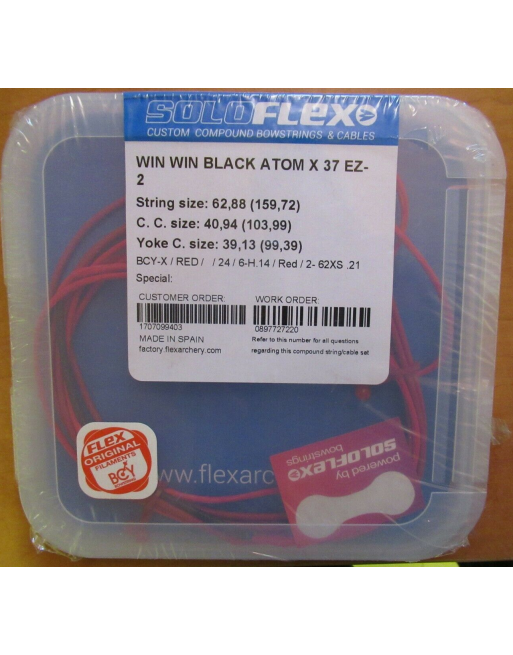 SOLOFLEX
CUSTOM COMPOUND BOWSTRINGS & CABLES
WIN WIN BLACK ATOM X 37 EZ-
2
String size: 62,88 (159,72)
C. C. size: 40,94 (103,99)
Yoke C. size: 39,13 (99,39)
BCY-X / RED / / 24 / 6-H.14 / Red / 2- 62XS .21
Special:
CUSTOMER ORDER: WORK ORDER:
1707099403 0897727220
MADE IN SPAIN Refer to this number for all questions
factory.flexarchery.com regarding this compound string/cable set
FLEX
ORIGINAL
FILAMENTS
BCY
www.flexarche
powered by
SOLOFLEX
bowstrings